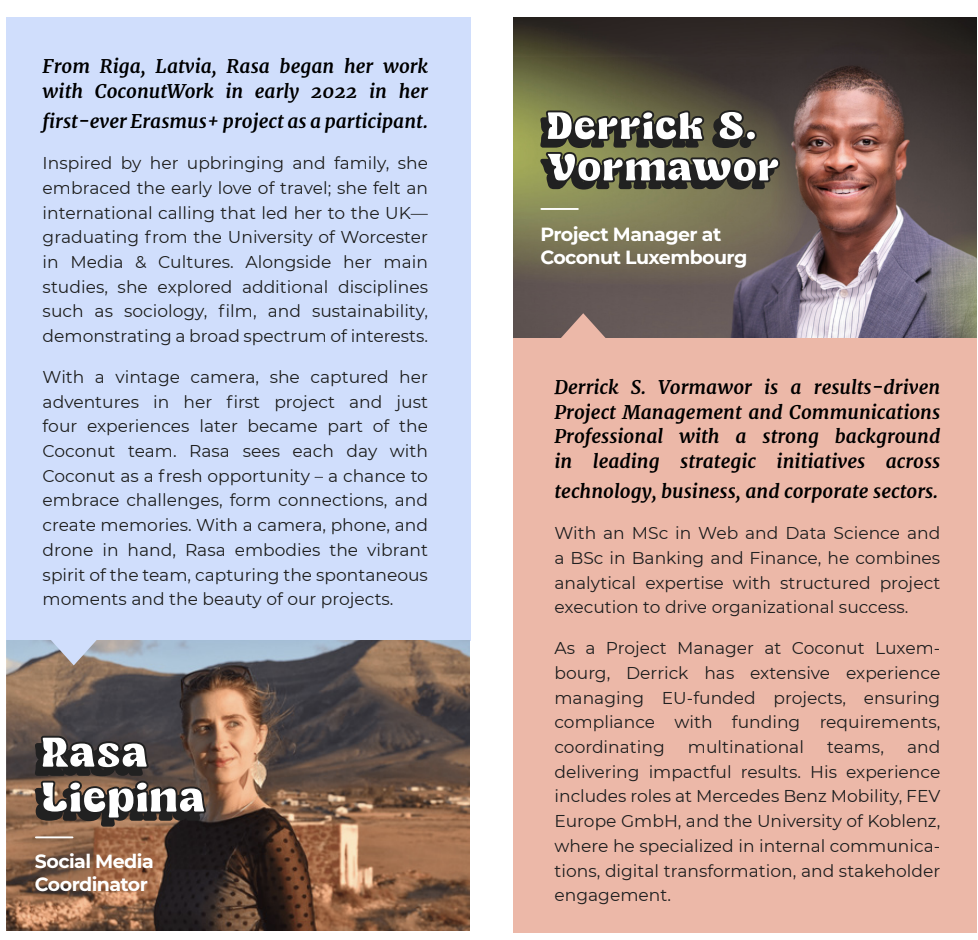 From Riga, Latvia, Rasa began her work
with CoconutWork in early 2022 in her
first-ever Erasmus+ project as a participant.
Inspired by her upbringing and family, she
embraced the early love of travel; she felt an
international calling that led her to the UK—
graduating from the University of Worcester
in Media & Cultures. Alongside her main
studies, she explored additional disciplines
such as sociology, film, and sustainability,
demonstrating a broad spectrum of interests.
With a vintage camera, she captured her
adventures in her first project and just
four experiences later became part of the
Coconut team. Rasa sees each day with
Coconut as a fresh opportunity – a chance to
embrace challenges, form connections, and
create memories. With a camera, phone, and
drone in hand, Rasa embodies the vibrant
spirit of the team, capturing the spontaneous
moments and the beauty of our projects.
Rasa
Liepina
Social Media
Coordinator
Derrick S.
Vormawor
Project Manager at
Coconut Luxembourg
Derrick S. Vormawor is a results-driven
Project Management and Communications
Professional with a strong background
in leading strategic initiatives across
technology, business, and corporate sectors.
With an MSc in Web and Data Science and
a BSc in Banking and Finance, he combines
analytical expertise with structured project
execution to drive organizational success.
As a Project Manager at Coconut Luxem-
bourg, Derrick has extensive experience
managing EU-funded projects, ensuring
compliance with funding requirements,
coordinating multinational teams, and
delivering impactful results. His experience
includes roles at Mercedes Benz Mobility, FEV
Europe GmbH, and the University of Koblenz,
where he specialized in internal communica-
tions, digital transformation, and stakeholder
engagement.